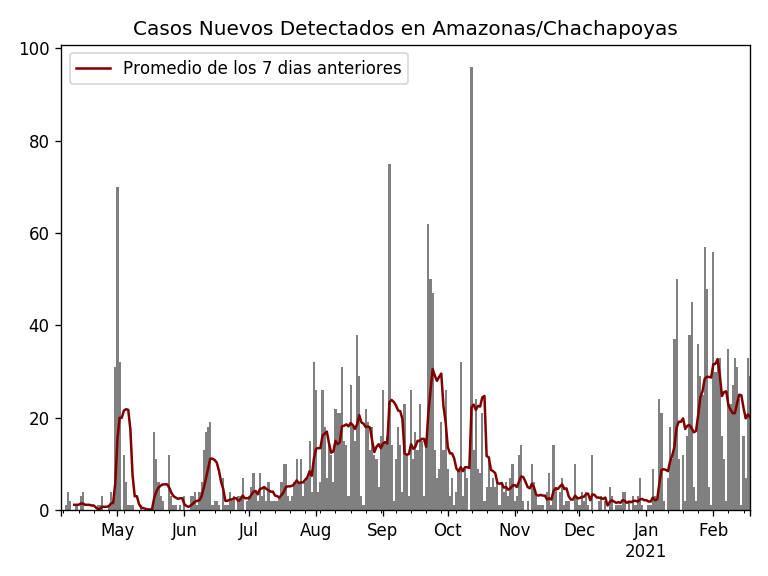 Casos Nuevos Detectados en Amazonas/Chachapoyas
Promedio de los 7 dias anteriores
100
80
60
40
20
0
May Jun Jul Aug Sep Oct Nov Dec Jan Feb
2021